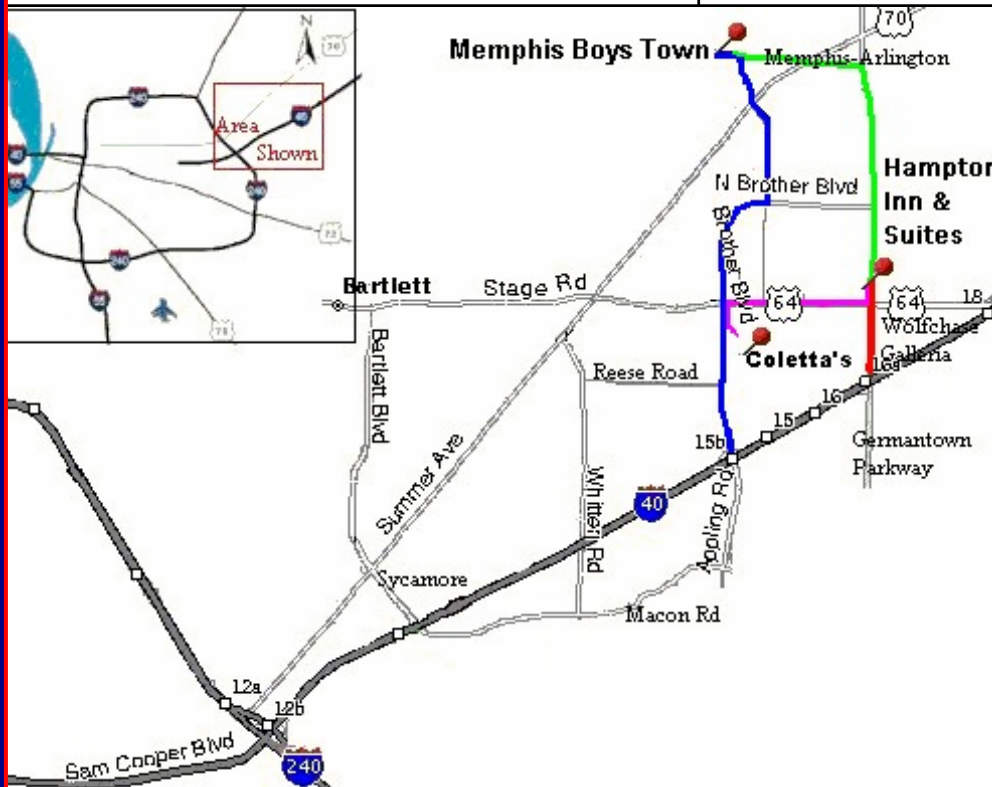 N
70
240
Area
40
Shown
40
55
240
72
240
55
78
70
Memphis Boys Town
Memphis-Arlington
Hampton
Inn &
Suites
N Brother Blvd
Brother Blvd
Bartlett
Stage Rd
64
64
18
Wolfchase
Galleria
Coletta's
16a
Reese Road
16
15
15b
Germantown
Parkway
Bartlett Blvd
Summer Ave
Whitten Rd
40
Appling Rd
Sycamore
Macon Rd
12a
12b
Sam Cooper Blvd
240